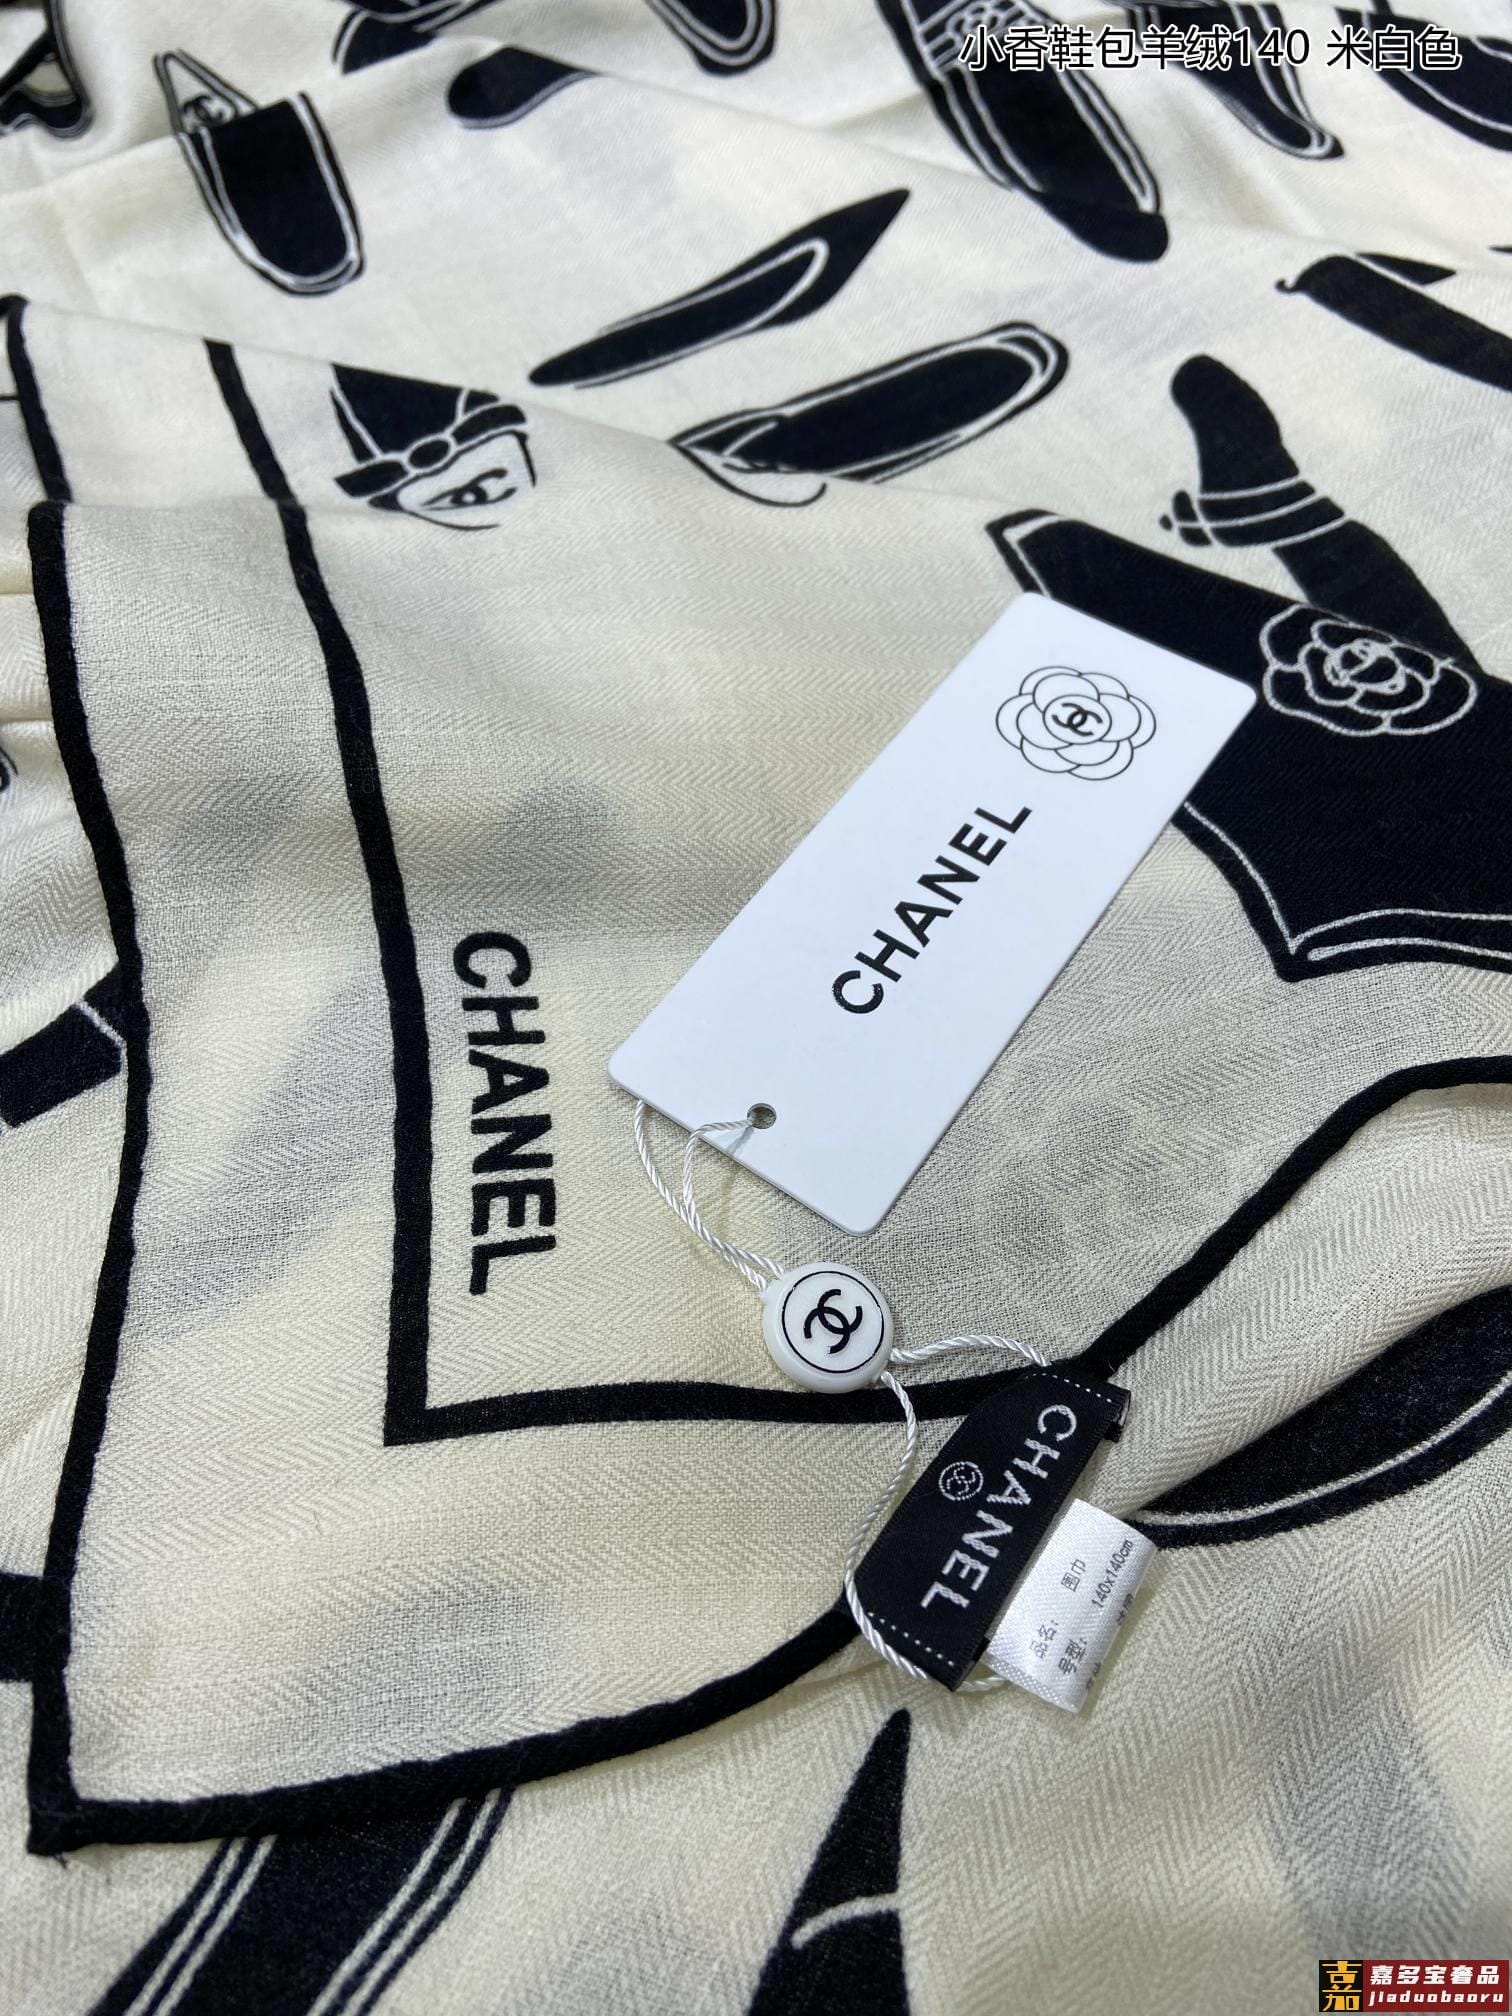 小香鞋包羊绒140 米白色
CHANEL
CHANEL
CHANEL
品名: 围巾
号型: 140x140cm
嘉 嘉多宝奢品
jiaduobaoru